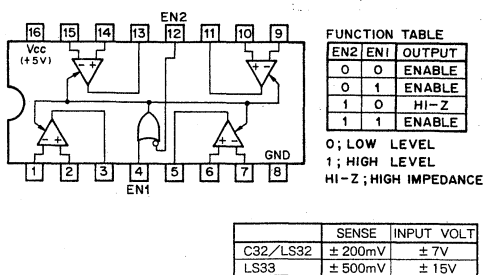 EN2
16 15 14 13 12 11 10 9
Vcc
(+5V)
- + + -
+ - - +
GND
1 2 3 4 5 6 7 8
EN1
FUNCTION TABLE
EN2 EN1 OUTPUT
0 0 ENABLE
0 1 ENABLE
1 0 HI-Z
1 1 ENABLE
0; LOW LEVEL
1; HIGH LEVEL
HI-Z; HIGH IMPEDANCE
SENSE INPUT VOLT
C32/LS32 ±200mV ±7V
LS33 ±500mV ±15V